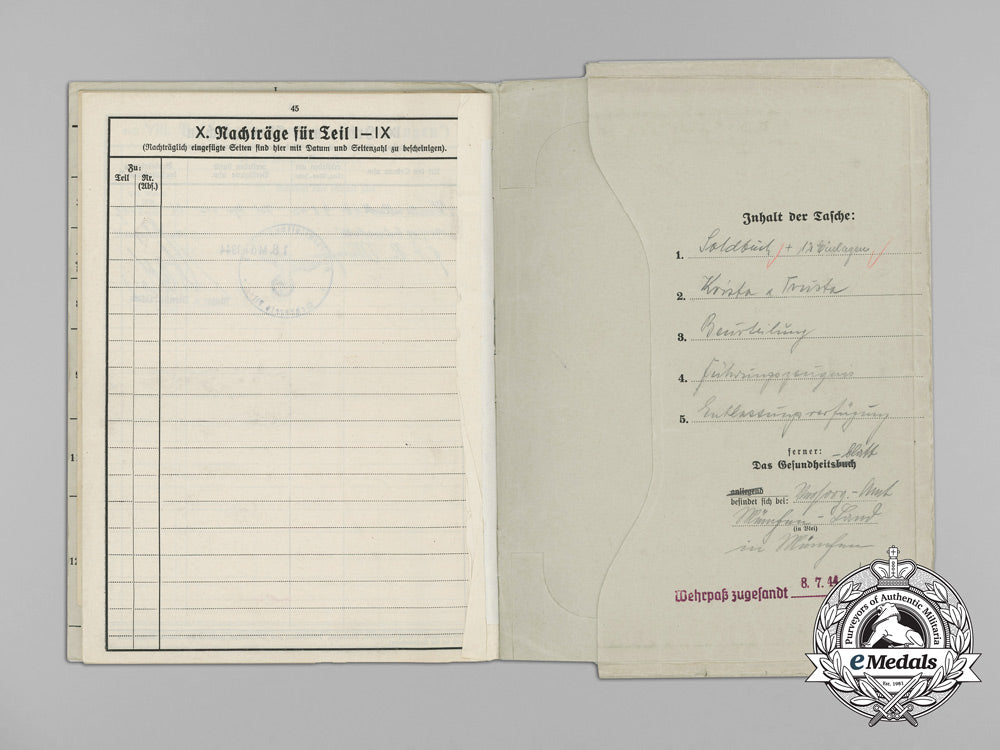 45
X. Nachträge für Teil I—IX
(Nachträglich eingefügte Seiten sind hier mit Datum und Seitenzahl zu bescheinigen).
Zu:
Teil Nr. (Abs.)
Inhalt der Tasche:
1. Soldbuch + 12 Einlagen
2.
3. Beurteilung
4. Führungszeugnis
5. Entlassungsverfügung
ferner: -blatt
Das Gesundheitsbuch
anliegend
befindet sich bei: Versorg.-Amt
München-Land
(in Blei)
in München
Wehrpaß zugesandt 8. 7. 44
Purveyors of Authentic Militaria
eMedals
Est. 1981